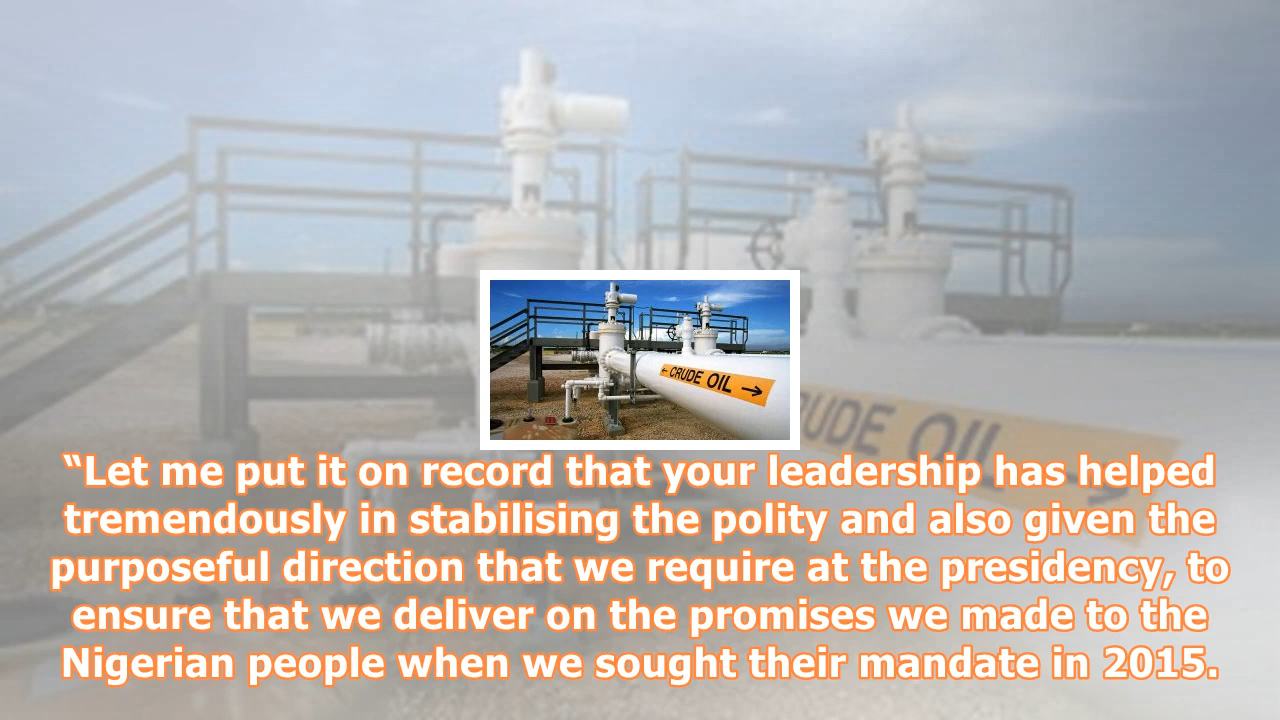 ← CRUDE OIL →
RUDE OIL
“Let me put it on record that your leadership has helped
tremendously in stabilising the polity and also given the
purposeful direction that we require at the presidency, to
ensure that we deliver on the promises we made to the
Nigerian people when we sought their mandate in 2015.